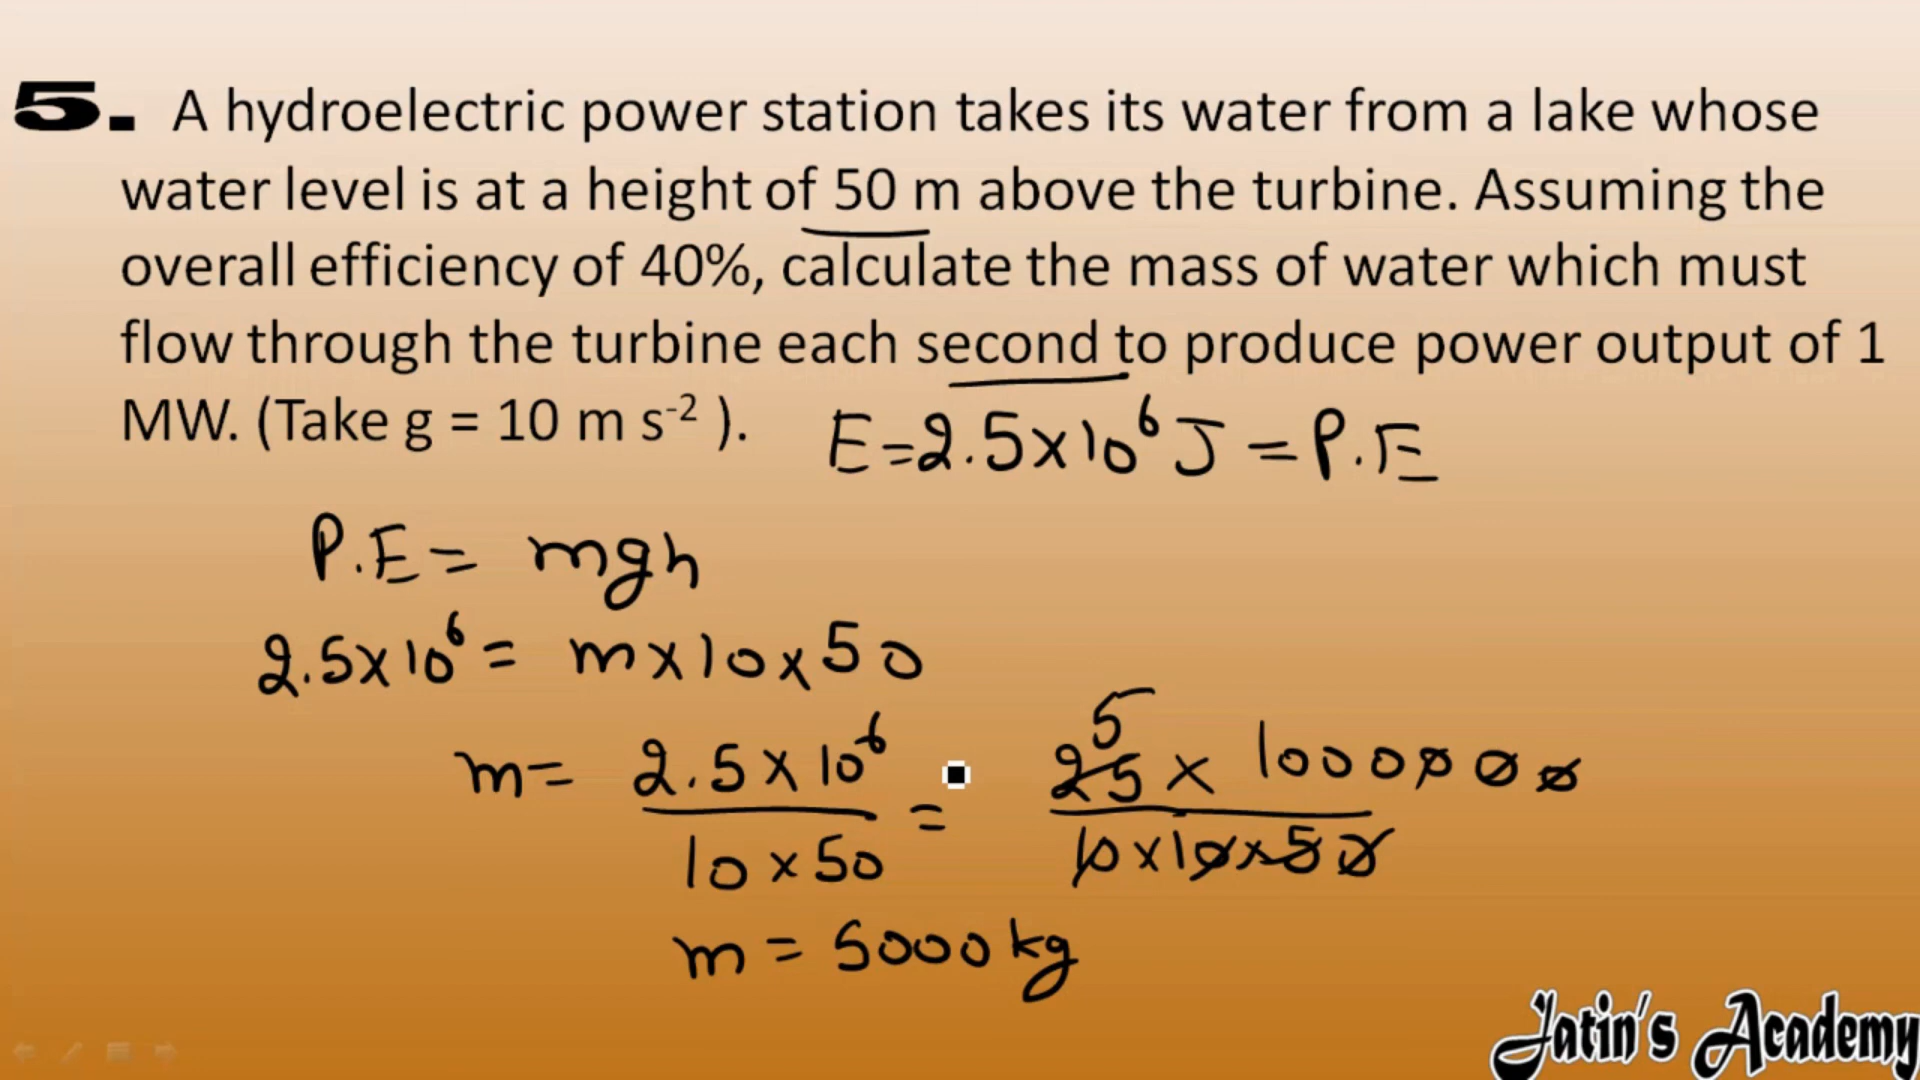 5. A hydroelectric power station takes its water from a lake whose
water level is at a height of 50 m above the turbine. Assuming the
overall efficiency of 40%, calculate the mass of water which must
flow through the turbine each second to produce power output of 1
MW. (Take g = 10 m s⁻² ).
E=2.5×10⁶ J = P.E
P.E = mgh
2.5×10⁶ = m×10×50
m = 2.5×10⁶ / 10×50 = 25 × 1000000 / 10×10×50
5
m = 5000 kg
Jatin's Academy